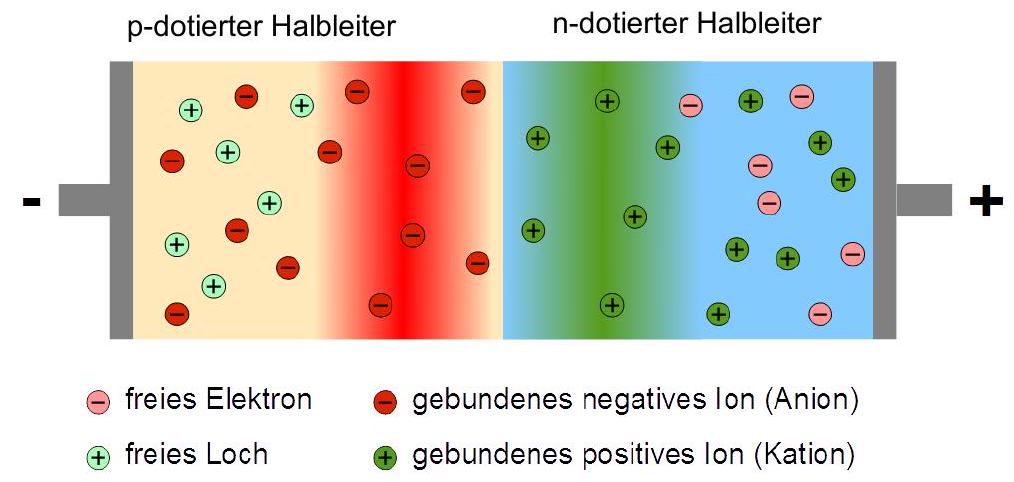 p-dotierter Halbleiter
n-dotierter Halbleiter
-
+
freies Elektron
gebundenes negatives Ion (Anion)
freies Loch
gebundenes positives Ion (Kation)